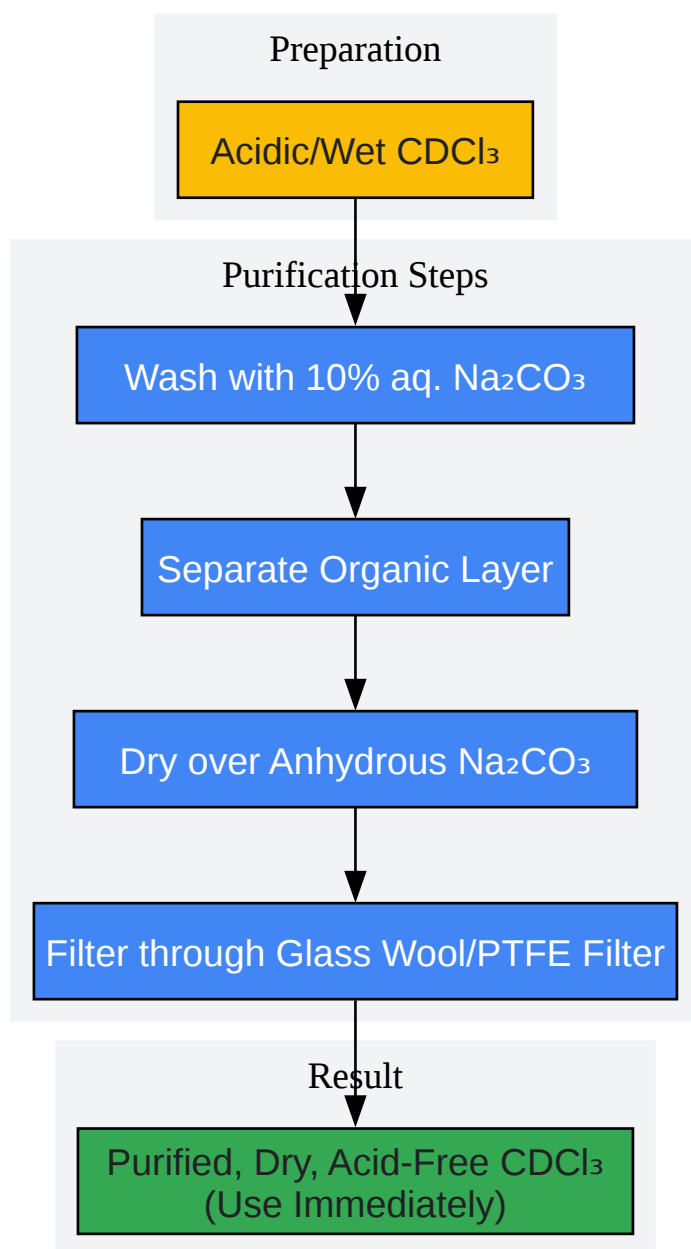 Preparation
Acidic/Wet CDCl₃
Purification Steps
Wash with 10% aq. Na₂CO₃
Separate Organic Layer
Dry over Anhydrous Na₂CO₃
Filter through Glass Wool/PTFE Filter
Result
Purified, Dry, Acid-Free CDCl₃
(Use Immediately)